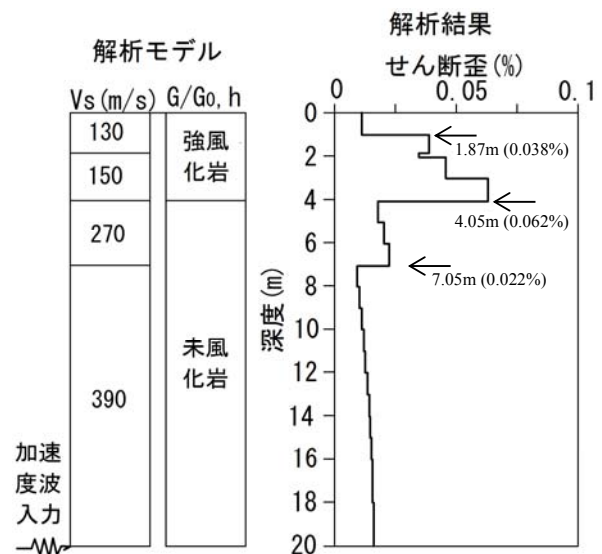 解析モデル
Vs(m/s) G/G₀, h
130
150
270
390
強風
化岩
未風
化岩
加速
度波
入力
解析結果
せん断歪(%)
0 0.05 0.1
深度(m)
0
2
4
6
8
10
12
14
16
18
20
1.87m (0.038%)
4.05m (0.062%)
7.05m (0.022%)